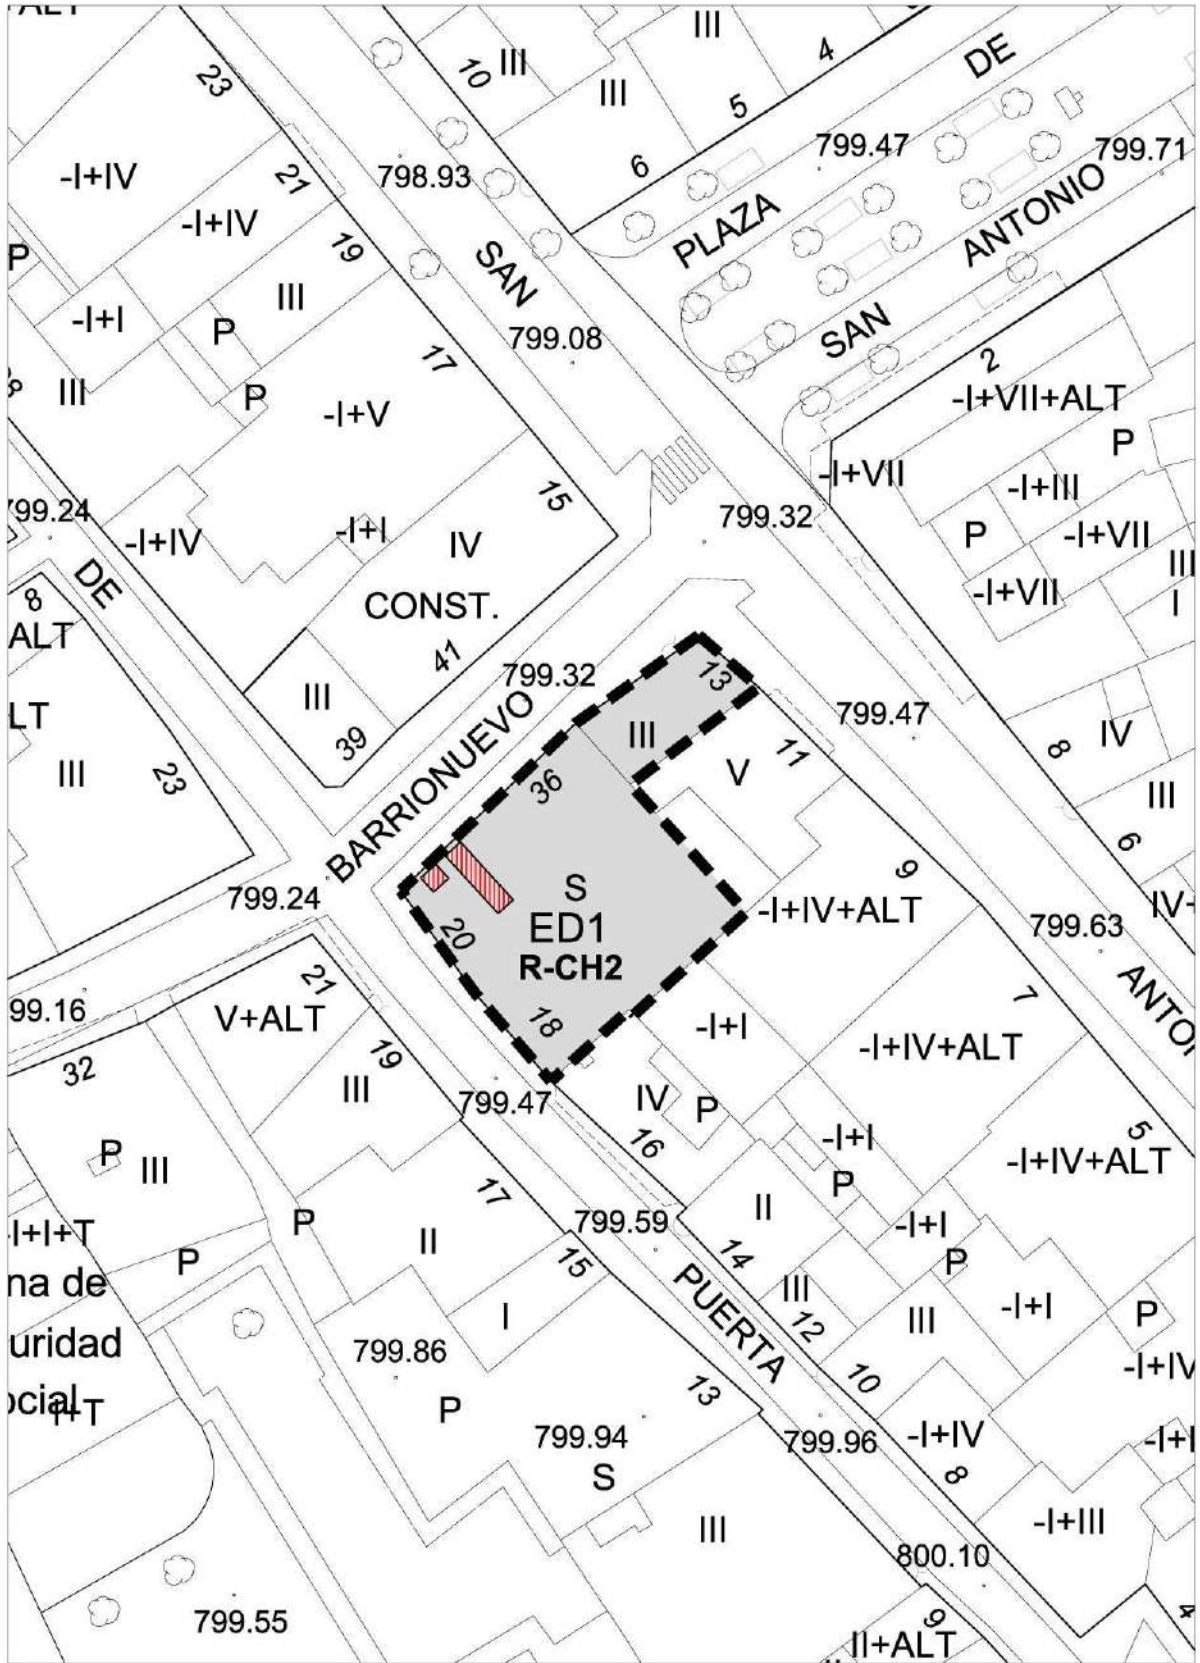 ALT
III
4
DE
23
10
III
III
5
799.47
799.71
6
-I+IV
21
798.93
-I+IV
PLAZA
ANTONIO
19
SAN
P
III
-I+I
P
799.08
SAN
17
2
III
P
-I+V
-I+VII+ALT
P
-I+VII
-I+III
15
799.32
-I+IV
-I+I
IV
P
-I+VII
DE
III
-I+VII
8
CONST.
I
ALT
41
799.32
13
III
799.47
LT
BARRIONUEVO
III
11
IV
39
8
V
III
23
36
III
6
9
S
799.24
-I+IV+ALT
IV-
20
ED1
799.63
R-CH2
21
7
ANTO
99.16
V+ALT
18
-I+I
-I+IV+ALT
32
19
III
799.47
IV
P
-I+I
5
P
III
16
-I+IV+ALT
17
P
II
799.59
-I+I
I+I+T
P
II
P
P
14
15
na de
PUERTA
III
-I+I
P
I
uridad
12
III
799.86
-I+IV
10
ocial
I+T
P
13
799.94
799.96
-I+IV
-I+I
S
8
III
-I+III
800.10
799.55
9
4
II+ALT